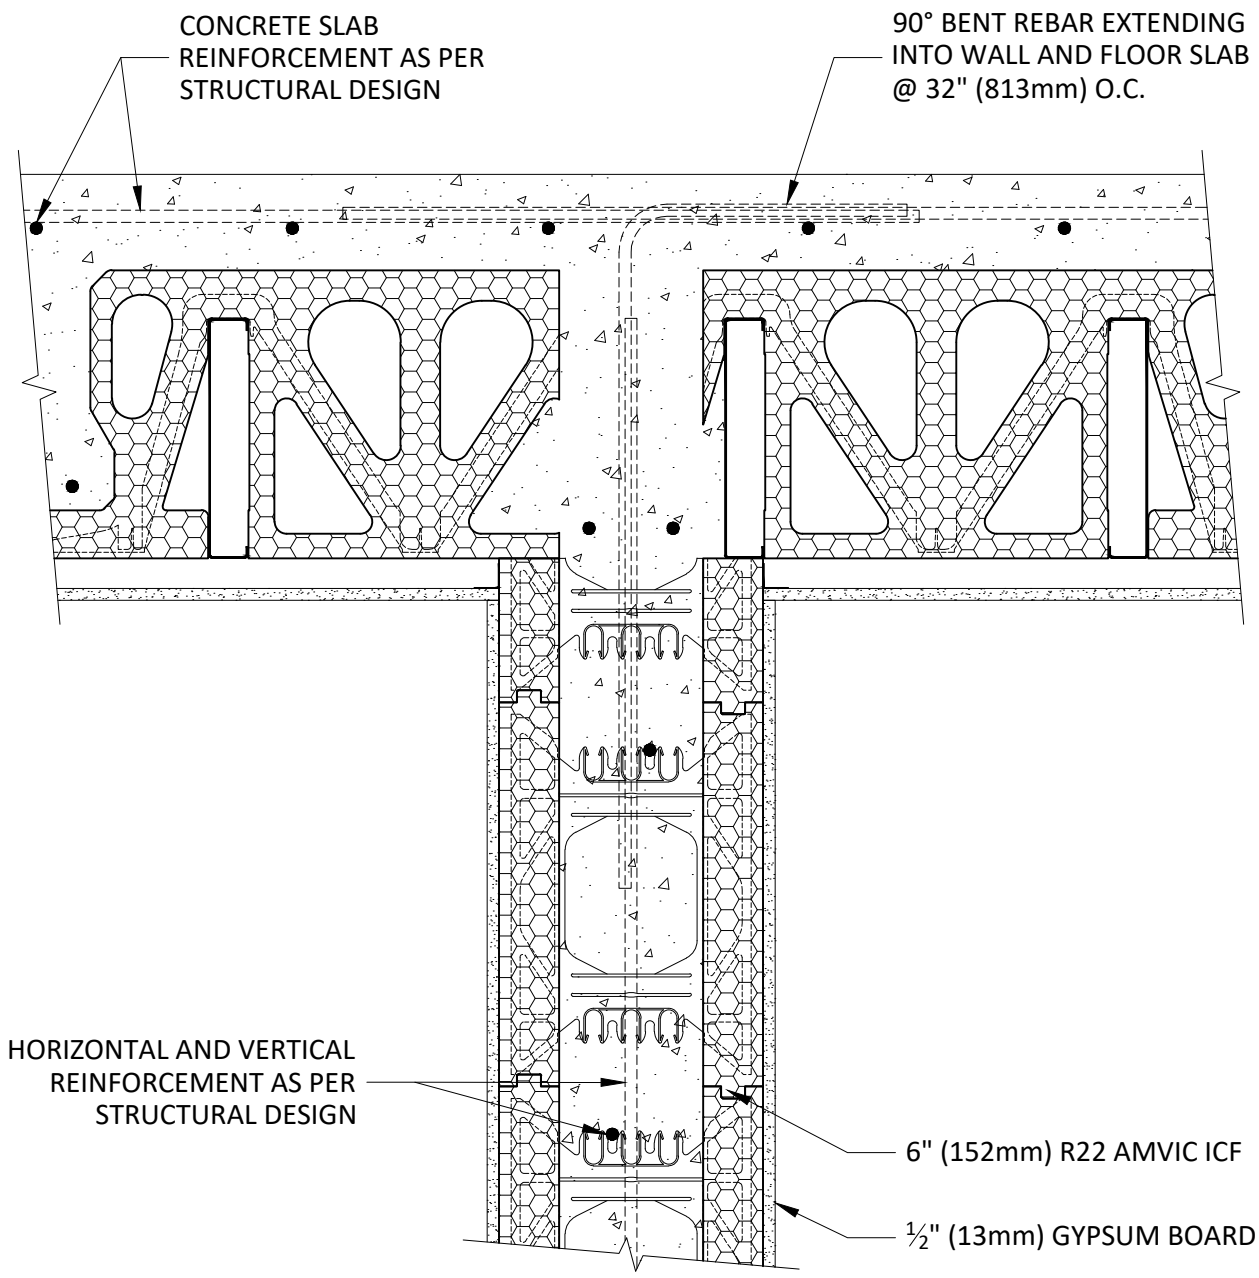 CONCRETE SLAB
REINFORCEMENT AS PER
STRUCTURAL DESIGN
90° BENT REBAR EXTENDING
INTO WALL AND FLOOR SLAB
@ 32" (813mm) O.C.
HORIZONTAL AND VERTICAL
REINFORCEMENT AS PER
STRUCTURAL DESIGN
6" (152mm) R22 AMVIC ICF
½" (13mm) GYPSUM BOARD